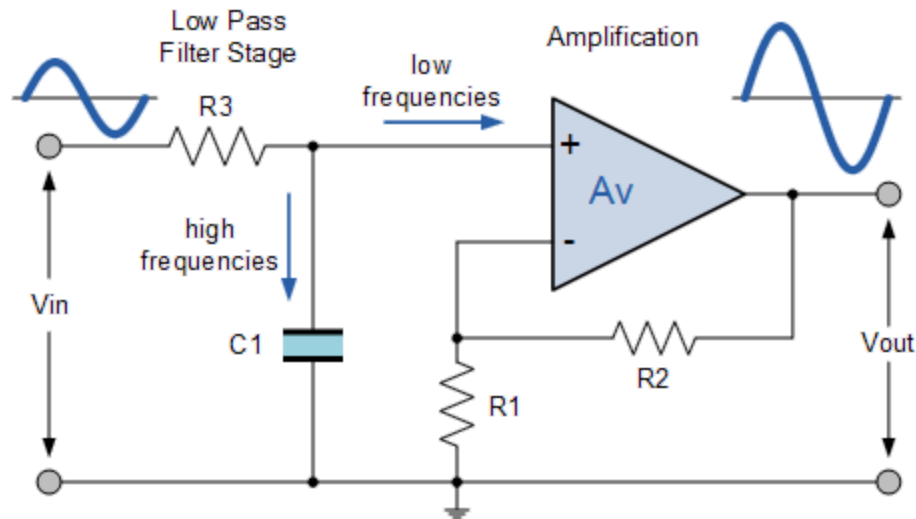 Low Pass
Filter Stage
Amplification
low
frequencies
R3
+
Av
-
high
frequencies
Vin
C1
R2
Vout
R1